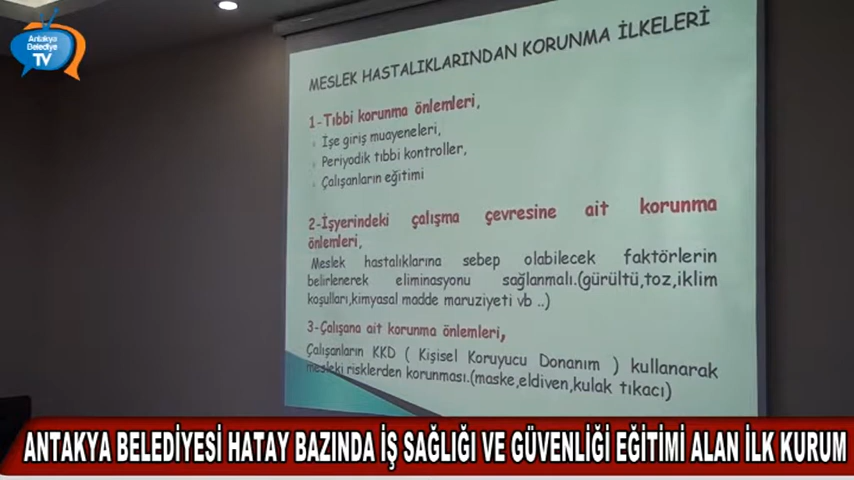 Antakya
Belediye
TV
MESLEK HASTALIKLARINDAN KORUNMA İLKELERİ
1-Tıbbi korunma önlemleri,
İşe giriş muayeneleri,
Periyodik tıbbi kontroller,
Çalışanların eğitimi
2-İşyerindeki çalışma çevresine ait korunma
önlemleri,
Meslek hastalıklarına sebep olabilecek faktörlerin
belirlenerek eliminasyonu sağlanmalı.(gürültü,toz,iklim
koşulları,kimyasal madde maruziyeti vb ..)
3-Çalışana ait korunma önlemleri,
Çalışanların KKD ( Kişisel Koruyucu Donanım ) kullanarak
mesleki risklerden korunması.(maske,eldiven,kulak tıkacı)
ANTAKYA BELEDİYESİ HATAY BAZINDA İŞ SAĞLIĞI VE GÜVENLİĞİ EĞİTİMİ ALAN İLK KURUM